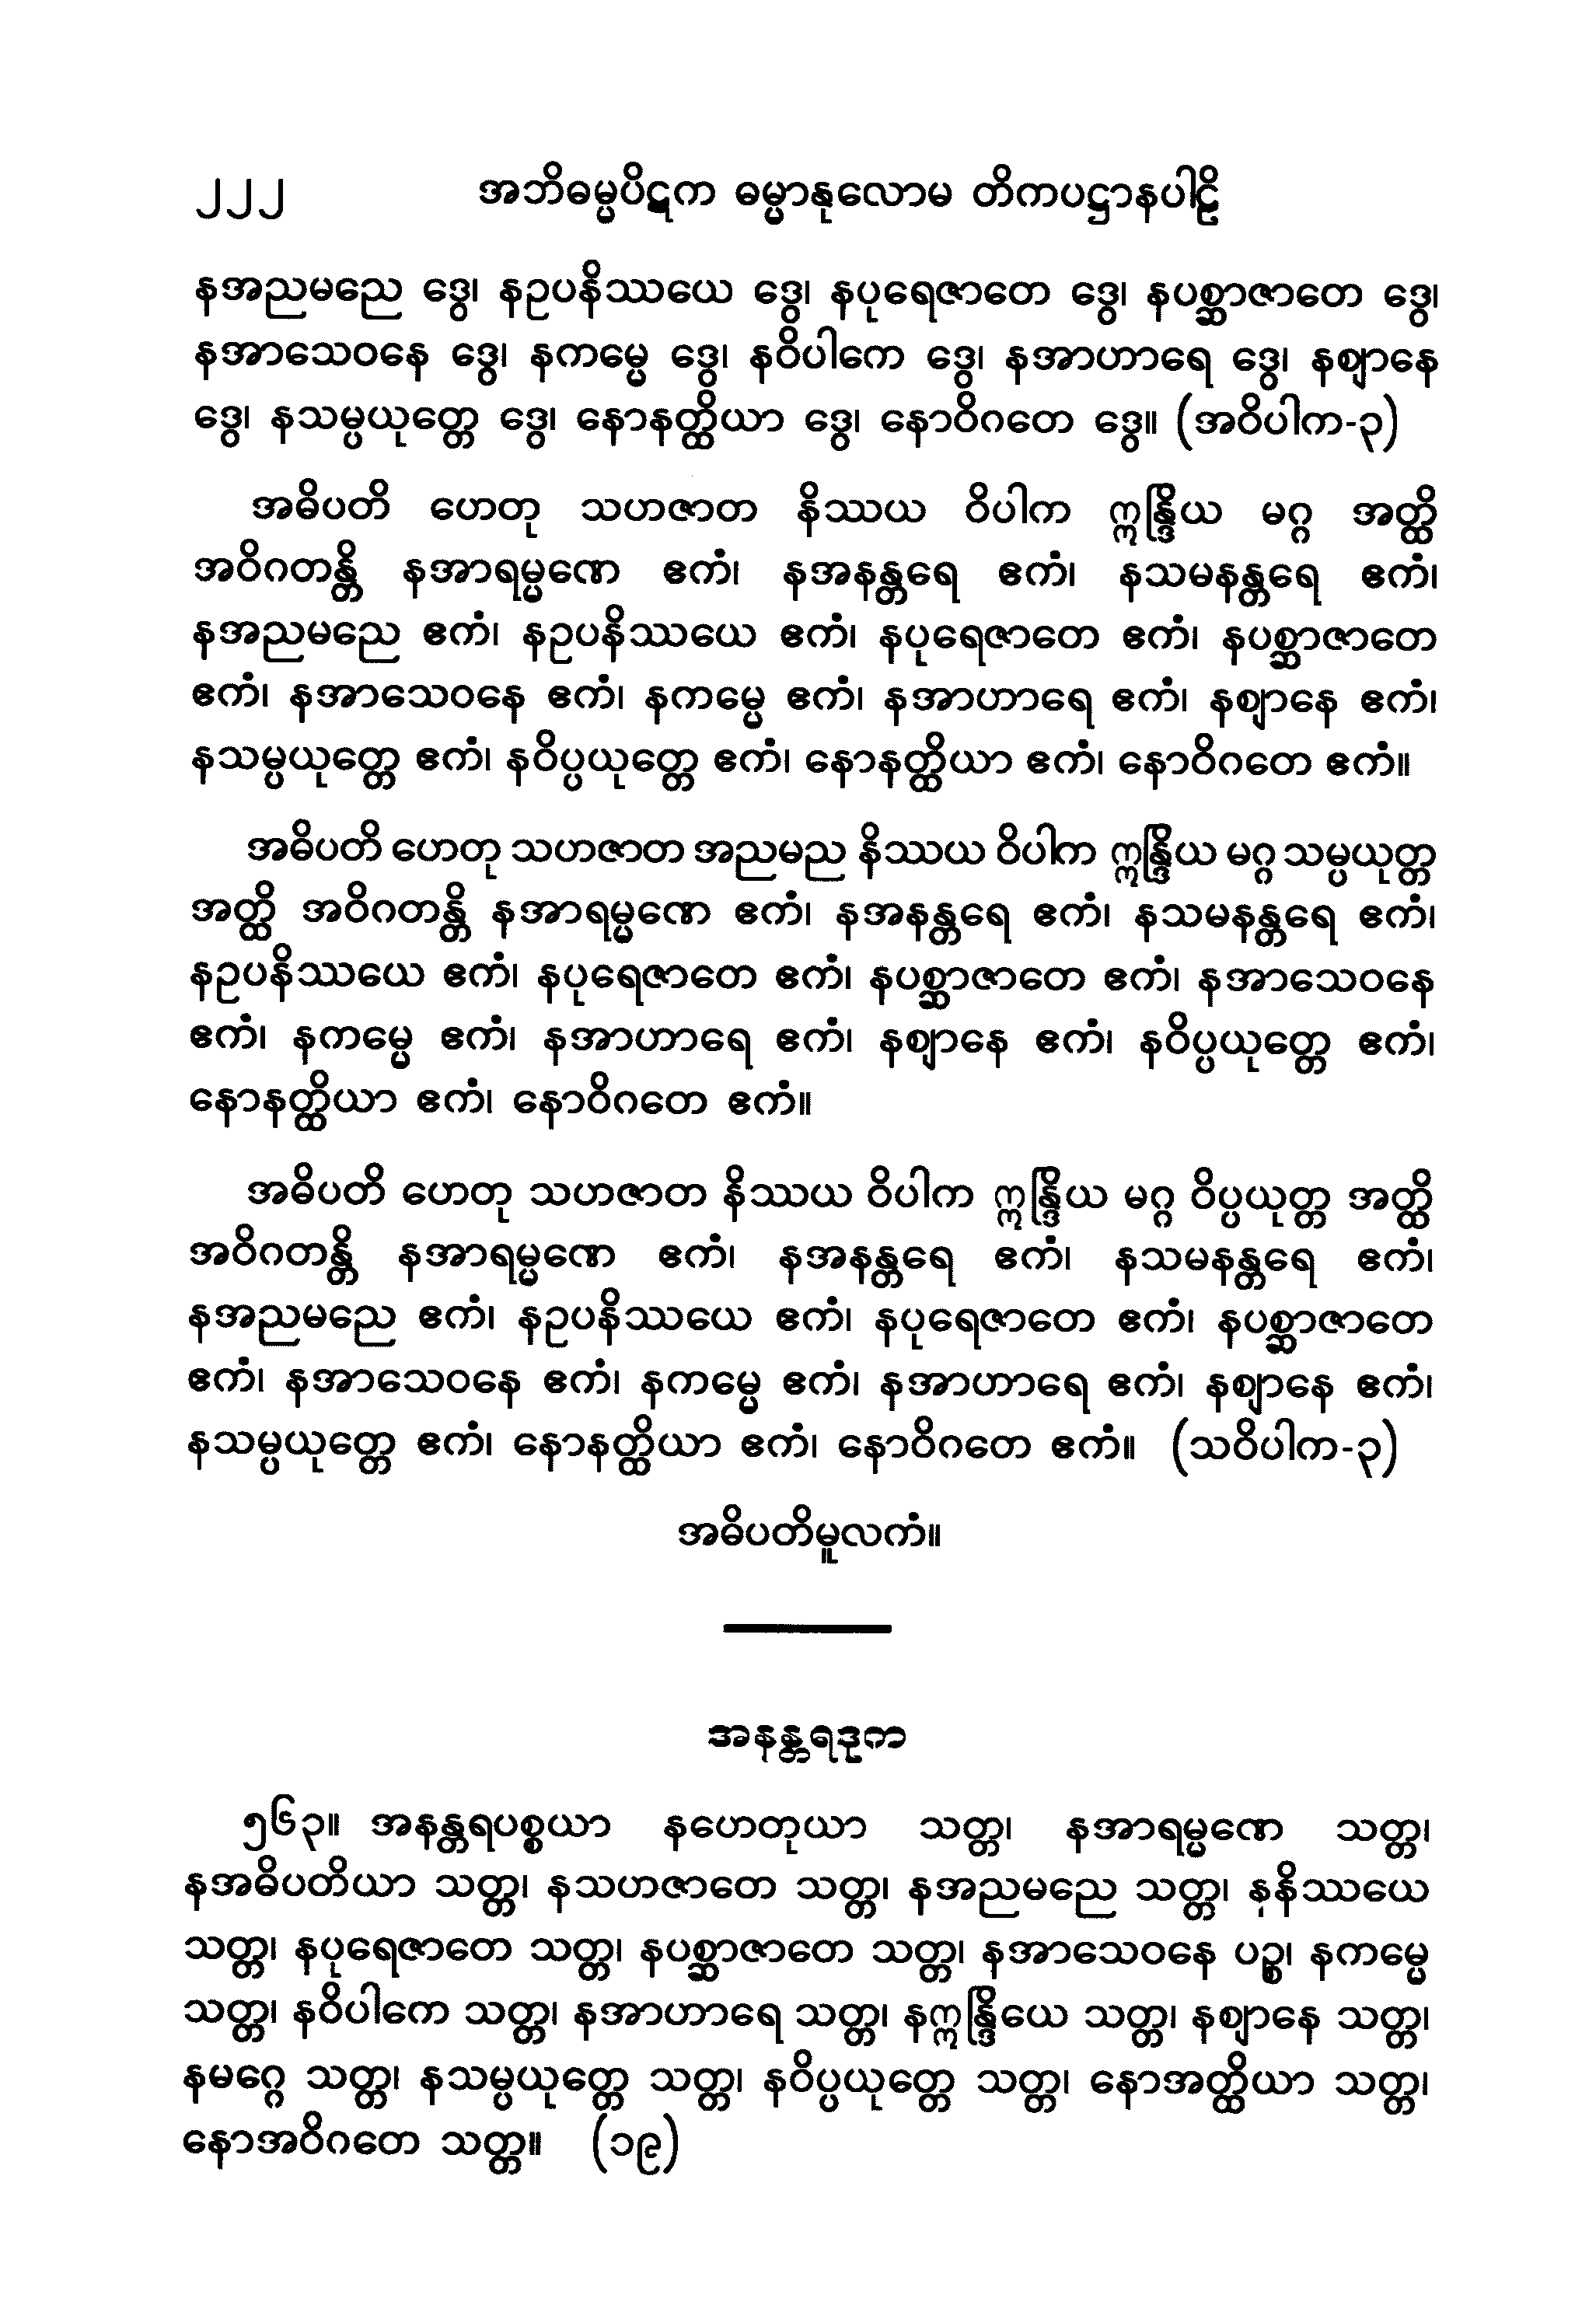 ၂၂၂ အဘိဓမ္မပိဋက ဓမ္မာနုလောမ တိကပဋ္ဌာနပါဠိ
နအညမညေ ဒွေ၊ နဥပနိဿယေ ဒွေ၊ နပုရေဇာတေ ဒွေ၊ နပစ္ဆာဇာတေ ဒွေ၊
နအာသေဝနေ ဒွေ၊ နကမ္မေ ဒွေ၊ နဝိပါကေ ဒွေ၊ နအာဟာရေ ဒွေ၊ နဈာနေ
ဒွေ၊ နသမ္ပယုတ္တေ ဒွေ၊ နောနတ္ထိယာ ဒွေ၊ နောဝိဂတေ ဒွေ။ (အဝိပါက-၃)
အဓိပတိ ဟေတု သဟဇာတ နိဿယ ဝိပါက ဣန္ဒြိယ မဂ္ဂ အတ္ထိ
အဝိဂတန္တိ နအာရမ္မဏေ ဧကံ၊ နအနန္တရေ ဧကံ၊ နသမနန္တရေ ဧကံ၊
နအညမညေ ဧကံ၊ နဥပနိဿယေ ဧကံ၊ နပုရေဇာတေ ဧကံ၊ နပစ္ဆာဇာတေ
ဧကံ၊ နအာသေဝနေ ဧကံ၊ နကမ္မေ ဧကံ၊ နအာဟာရေ ဧကံ၊ နဈာနေ ဧကံ၊
နသမ္ပယုတ္တေ ဧကံ၊ နဝိပ္ပယုတ္တေ ဧကံ၊ နောနတ္ထိယာ ဧကံ၊ နောဝိဂတေ ဧကံ။
အဓိပတိ ဟေတု သဟဇာတ အညမည နိဿယ ဝိပါက ဣန္ဒြိယ မဂ္ဂ သမ္ပယုတ္တ
အတ္ထိ အဝိဂတန္တိ နအာရမ္မဏေ ဧကံ၊ နအနန္တရေ ဧကံ၊ နသမနန္တရေ ဧကံ၊
နဥပနိဿယေ ဧကံ၊ နပုရေဇာတေ ဧကံ၊ နပစ္ဆာဇာတေ ဧကံ၊ နအာသေဝနေ
ဧကံ၊ နကမ္မေ ဧကံ၊ နအာဟာရေ ဧကံ၊ နဈာနေ ဧကံ၊ နဝိပ္ပယုတ္တေ ဧကံ၊
နောနတ္ထိယာ ဧကံ၊ နောဝိဂတေ ဧကံ။
အဓိပတိ ဟေတု သဟဇာတ နိဿယ ဝိပါက ဣန္ဒြိယ မဂ္ဂ ဝိပ္ပယုတ္တ အတ္ထိ
အဝိဂတန္တိ နအာရမ္မဏေ ဧကံ၊ နအနန္တရေ ဧကံ၊ နသမနန္တရေ ဧကံ၊
နအညမညေ ဧကံ၊ နဥပနိဿယေ ဧကံ၊ နပုရေဇာတေ ဧကံ၊ နပစ္ဆာဇာတေ
ဧကံ၊ နအာသေဝနေ ဧကံ၊ နကမ္မေ ဧကံ၊ နအာဟာရေ ဧကံ၊ နဈာနေ ဧကံ၊
နသမ္ပယုတ္တေ ဧကံ၊ နောနတ္ထိယာ ဧကံ၊ နောဝိဂတေ ဧကံ။ (သဝိပါက-၃)
အဓိပတိမူလကံ။
အနန္တရဒုက
၅၆၃။ အနန္တရပစ္စယာ နဟေတုယာ သတ္တ၊ နအာရမ္မဏေ သတ္တ၊
နအဓိပတိယာ သတ္တ၊ နသဟဇာတေ သတ္တ၊ နအညမညေ သတ္တ၊ နနိဿယေ
သတ္တ၊ နပုရေဇာတေ သတ္တ၊ နပစ္ဆာဇာတေ သတ္တ၊ နအာသေဝနေ ပဉ္စ၊ နကမ္မေ
သတ္တ၊ နဝိပါကေ သတ္တ၊ နအာဟာရေ သတ္တ၊ နဣန္ဒြိယေ သတ္တ၊ နဈာနေ သတ္တ၊
နမဂ္ဂေ သတ္တ၊ နသမ္ပယုတ္တေ သတ္တ၊ နဝိပ္ပယုတ္တေ သတ္တ၊ နောအတ္ထိယာ သတ္တ၊
နောအဝိဂတေ သတ္တ။ (၁၉)